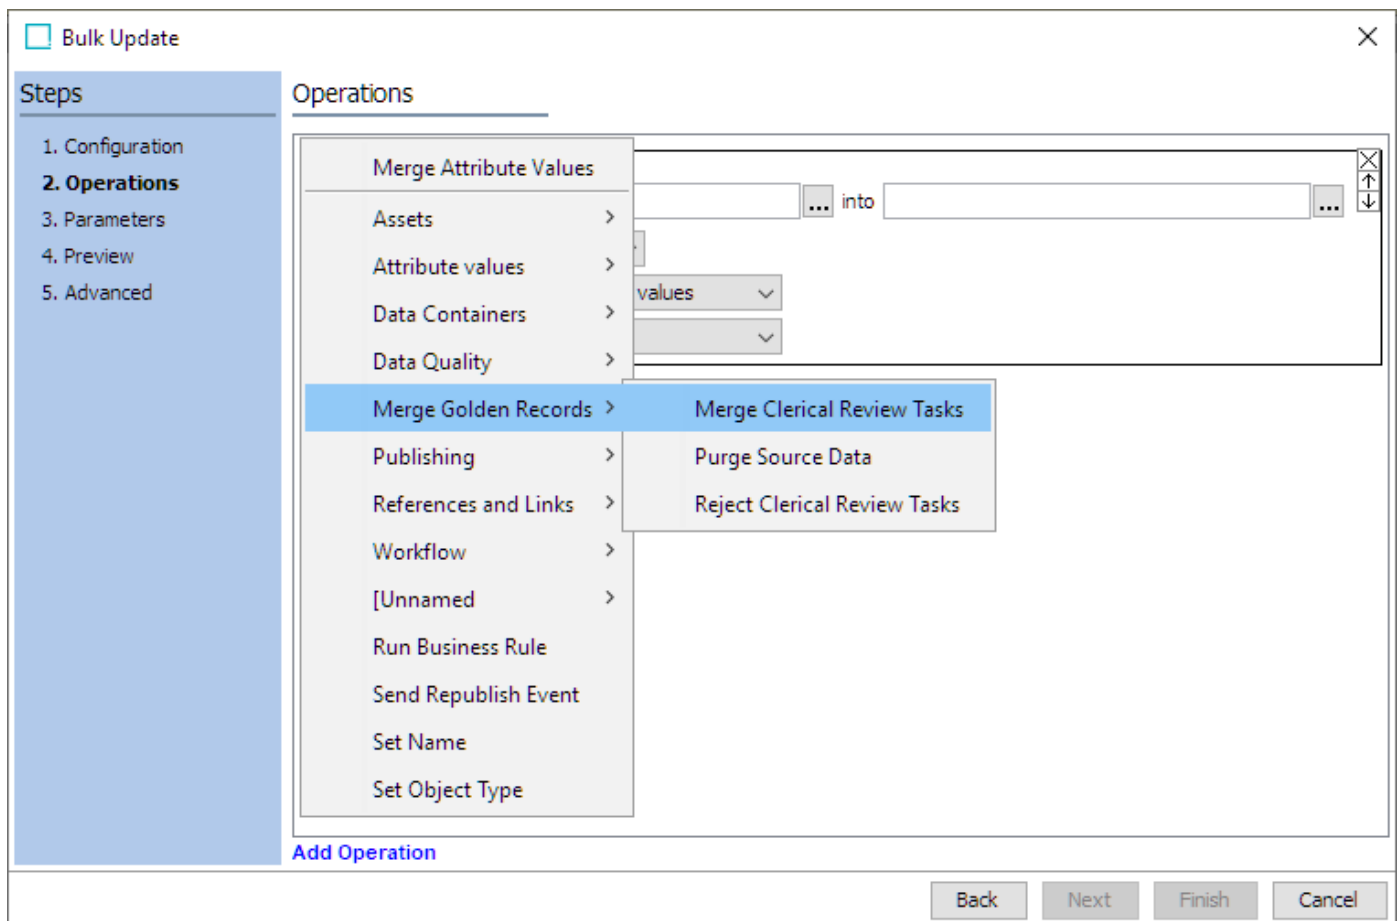 Bulk Update
Steps
1. Configuration
2. Operations
3. Parameters
4. Preview
5. Advanced
Operations
Merge Attribute Values
Assets
Attribute values
Data Containers
Data Quality
Merge Golden Records
Publishing
References and Links
Workflow
[Unnamed
Run Business Rule
Send Republish Event
Set Name
Set Object Type
... into ...
values
Merge Clerical Review Tasks
Purge Source Data
Reject Clerical Review Tasks
Add Operation
Back Next Finish Cancel